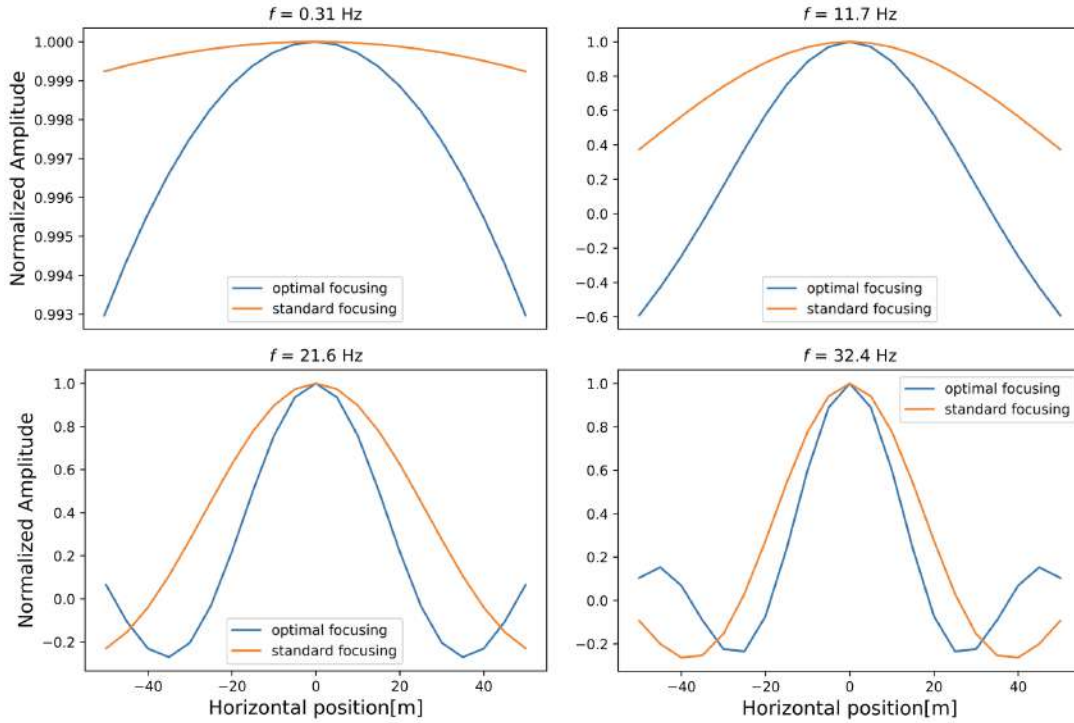 f = 0.31 Hz
Normalized Amplitude
1.000
0.999
0.998
0.997
0.996
0.995
0.994
0.993
optimal focusing
standard focusing
f = 11.7 Hz
1.0
0.8
0.6
0.4
0.2
0.0
−0.2
−0.4
−0.6
optimal focusing
standard focusing
f = 21.6 Hz
Normalized Amplitude
1.0
0.8
0.6
0.4
0.2
0.0
−0.2
optimal focusing
standard focusing
−40 −20 0 20 40
Horizontal position[m]
f = 32.4 Hz
1.0
0.8
0.6
0.4
0.2
0.0
−0.2
optimal focusing
standard focusing
−40 −20 0 20 40
Horizontal position[m]